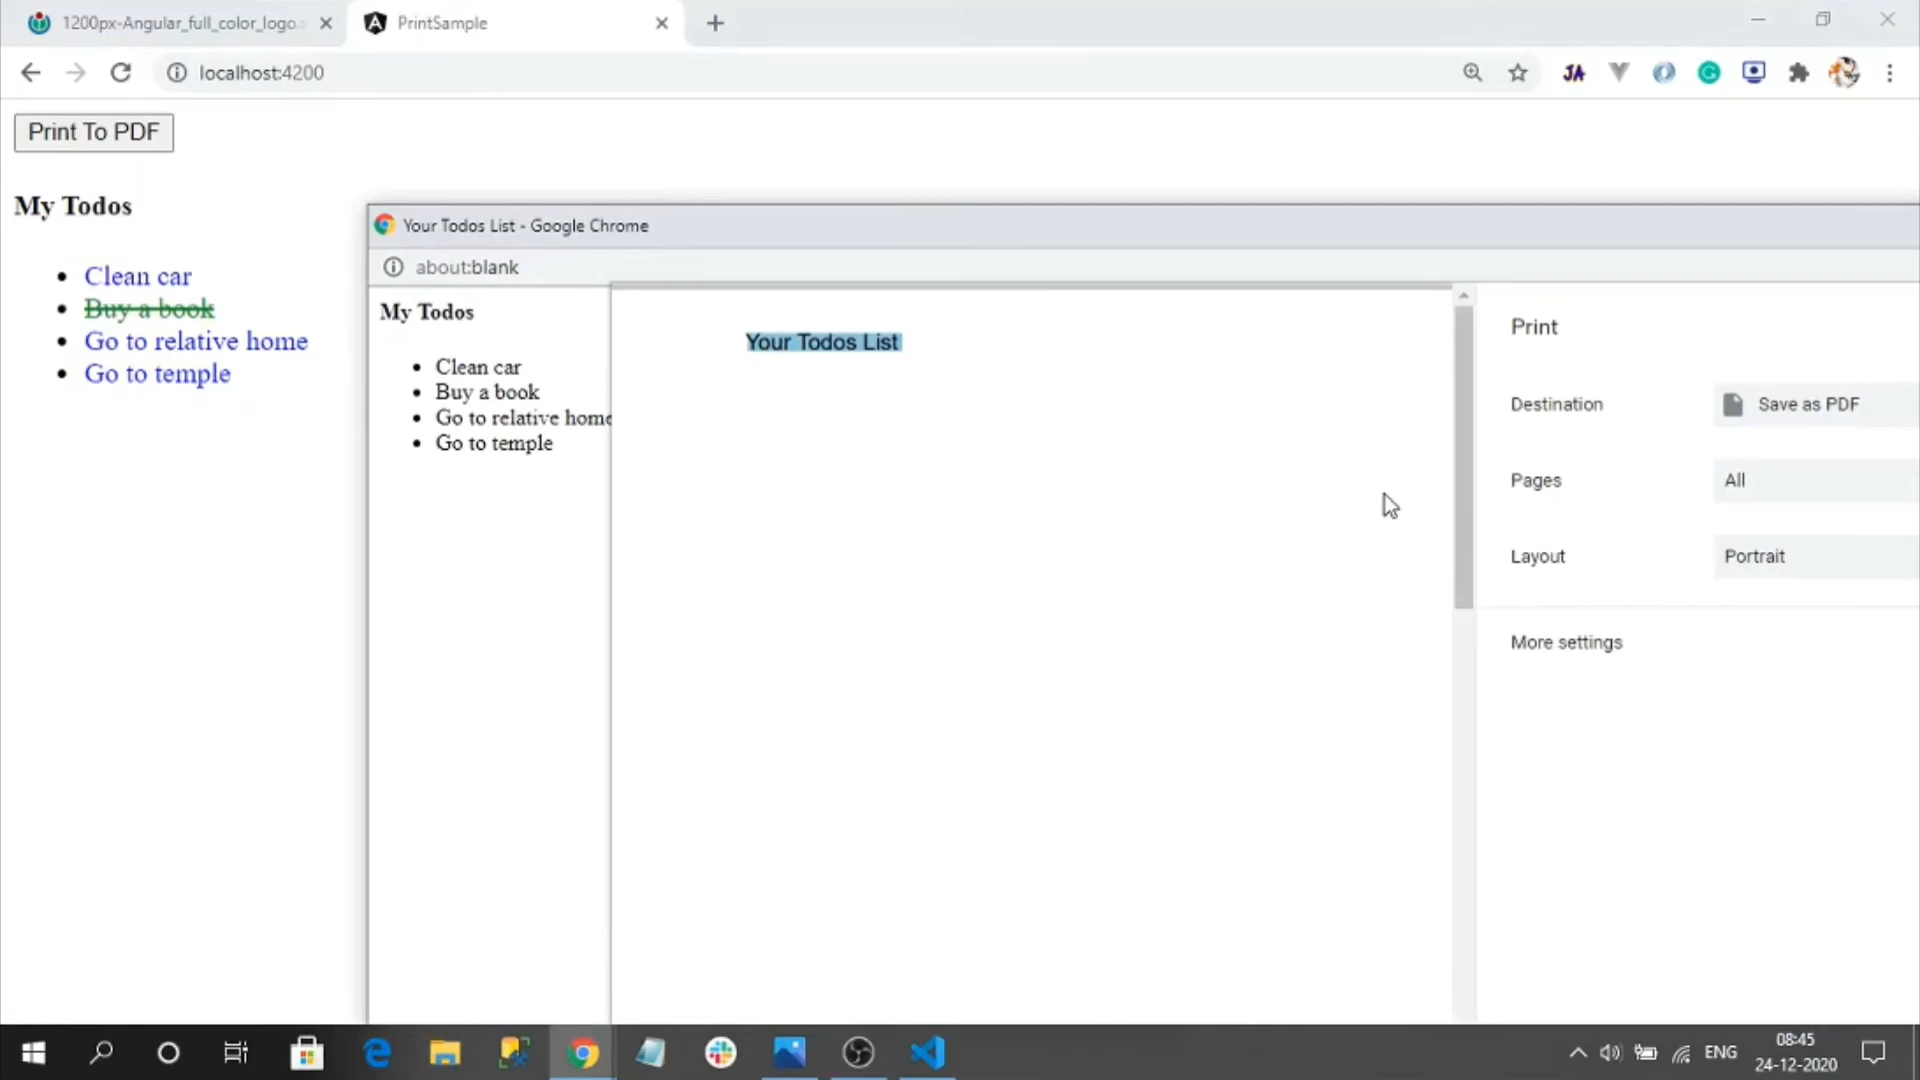 1200px-Angular_full_color_logo.
PrintSample
localhost:4200
JA
Print To PDF
My Todos
Clean car
Buy a book
Go to relative home
Go to temple
Your Todos List - Google Chrome
about:blank
My Todos
Clean car
Buy a book
Go to relative home
Go to temple
Your Todos List
Print
Destination
Save as PDF
Pages
All
Layout
Portrait
More settings
ENG
08:45
24-12-2020